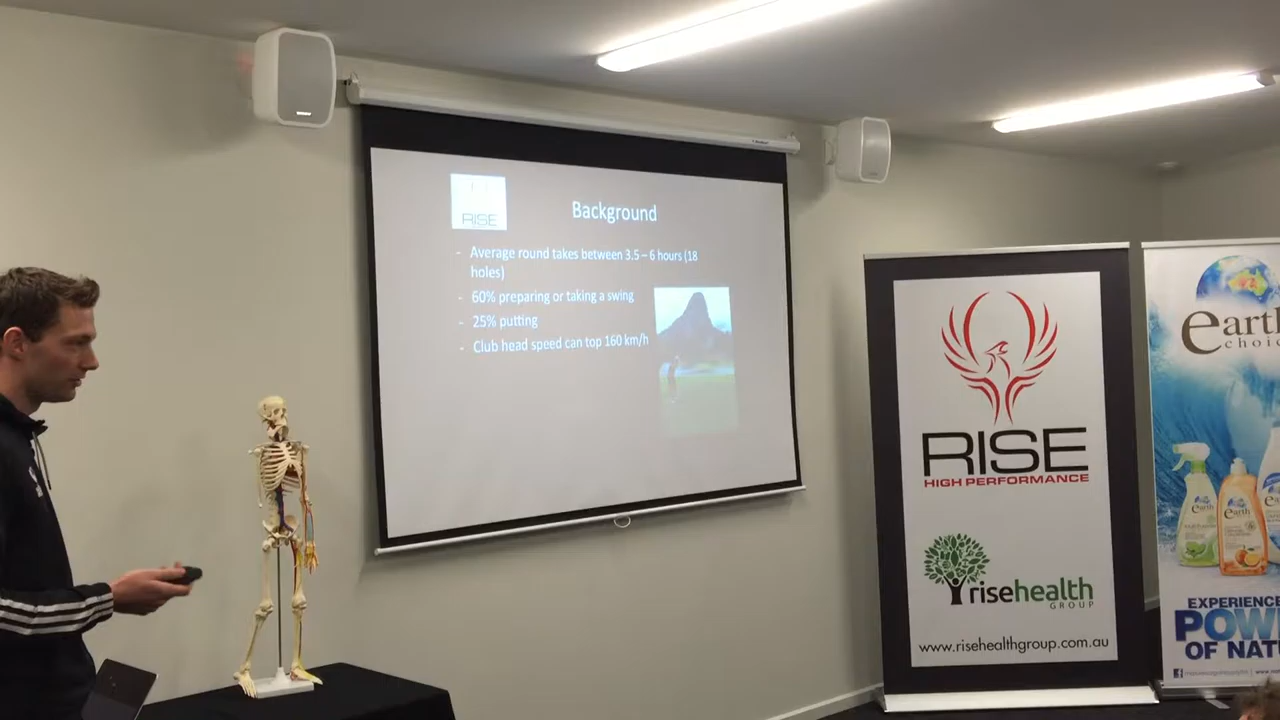 RISE
Background
- Average round takes between 3.5 – 6 hours (18
holes)
- 60% preparing or taking a swing
- 25% putting
- Club head speed can top 160 km/h
RISE
HIGH PERFORMANCE
risehealth
GROUP
www.risehealthgroup.com.au
earth
choic
earth
EXPERIENCE
POW
OF NATU